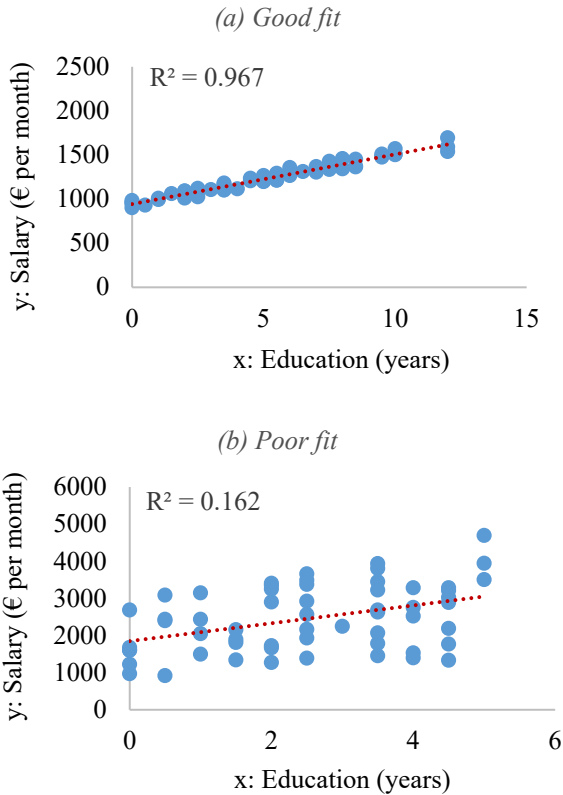 (a) Good fit
R² = 0.967
y: Salary (€ per month)
2500
2000
1500
1000
500
0
0 5 10 15
x: Education (years)
(b) Poor fit
R² = 0.162
y: Salary (€ per month)
6000
5000
4000
3000
2000
1000
0
0 2 4 6
x: Education (years)